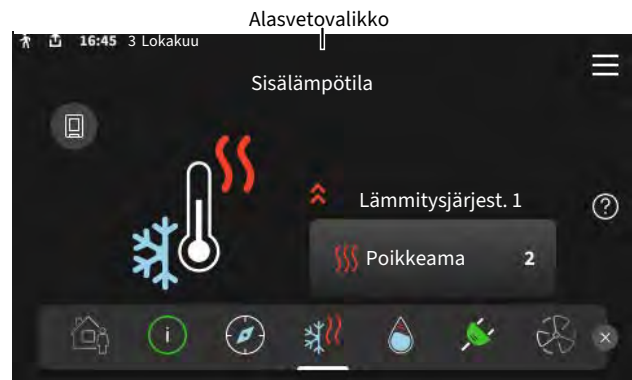 Alasvetovalikko
16:45 3 Lokakuu
Sisälämpötila
Lämmitysjärjest. 1
?
Poikkeama 2
i